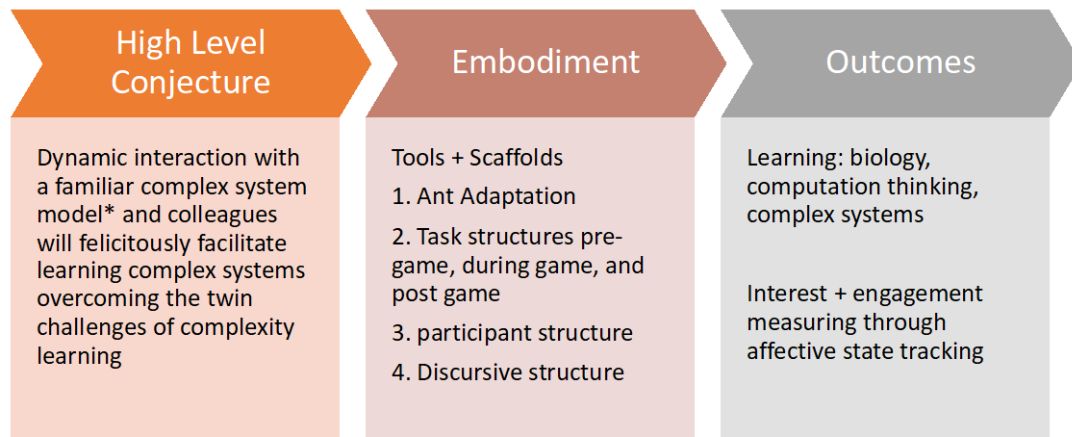 High Level
Conjecture
Dynamic interaction with
a familiar complex system
model* and colleagues
will felicitously facilitate
learning complex systems
overcoming the twin
challenges of complexity
learning
Embodiment
Tools + Scaffolds
1. Ant Adaptation
2. Task structures pre-
game, during game, and
post game
3. participant structure
4. Discursive structure
Outcomes
Learning: biology,
computation thinking,
complex systems
Interest + engagement
measuring through
affective state tracking